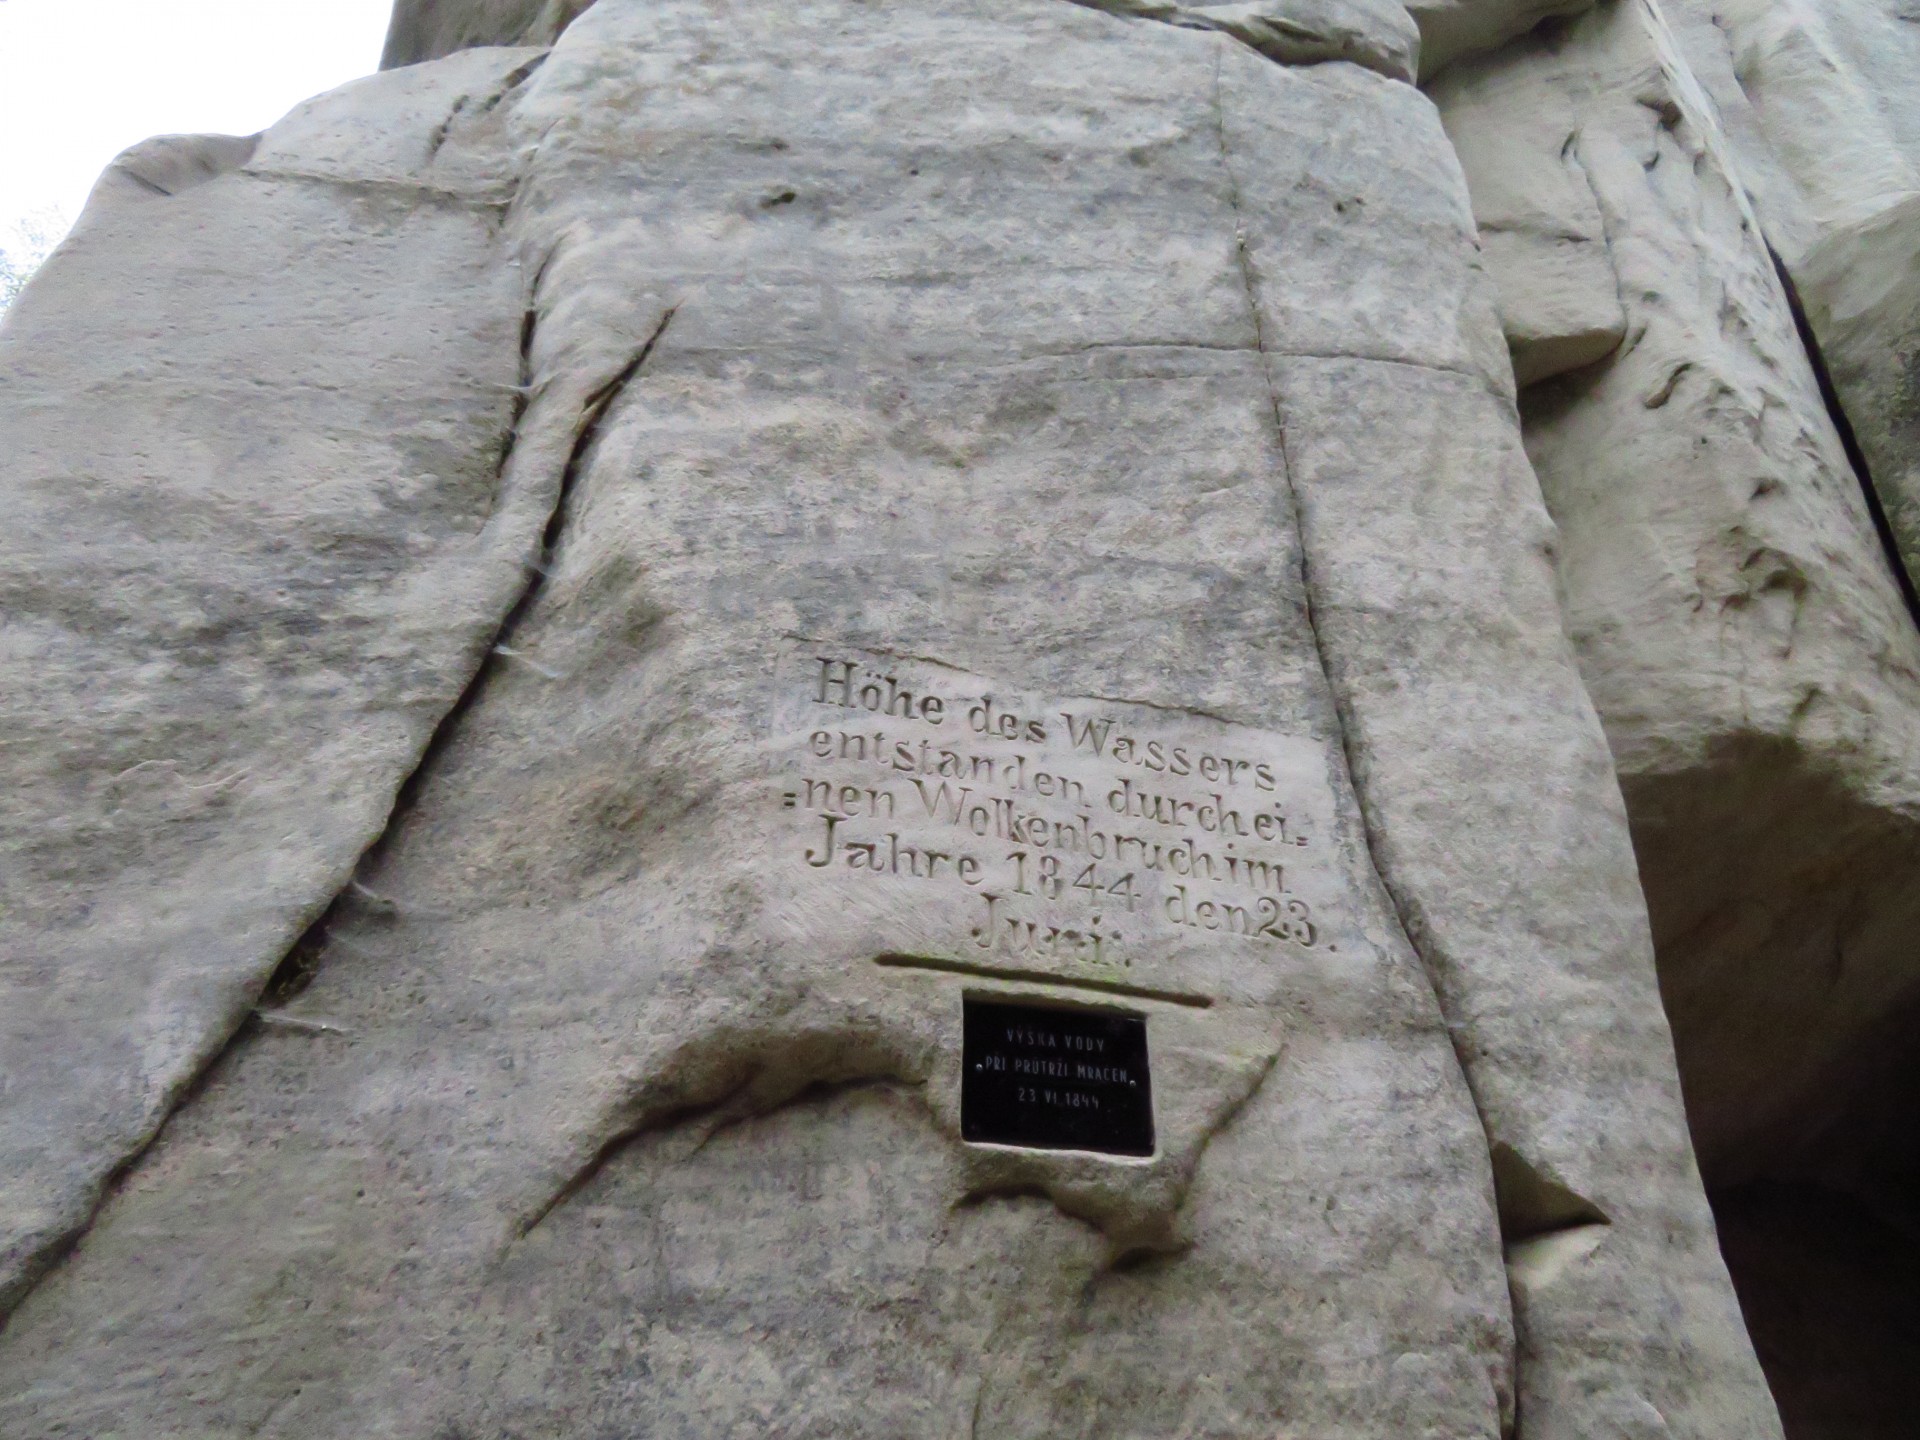 Höhe des Wassers
entstanden durch ei=
=nen Wolkenbruch im
Jahre 1844 den 23.
Juni.
VÝŠKA VODY
PŘI PRŮTRŽI MRAČEN
23 VI. 1844